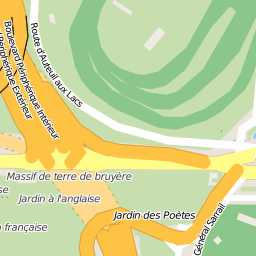 Route d'Auteuil aux Lacs
Boulevard Périphérique Intérieur
Périphérique Extérieur
Massif de terre de bruyère
Jardin à l'anglaise
française
Jardin des Poètes
Général Sarrail